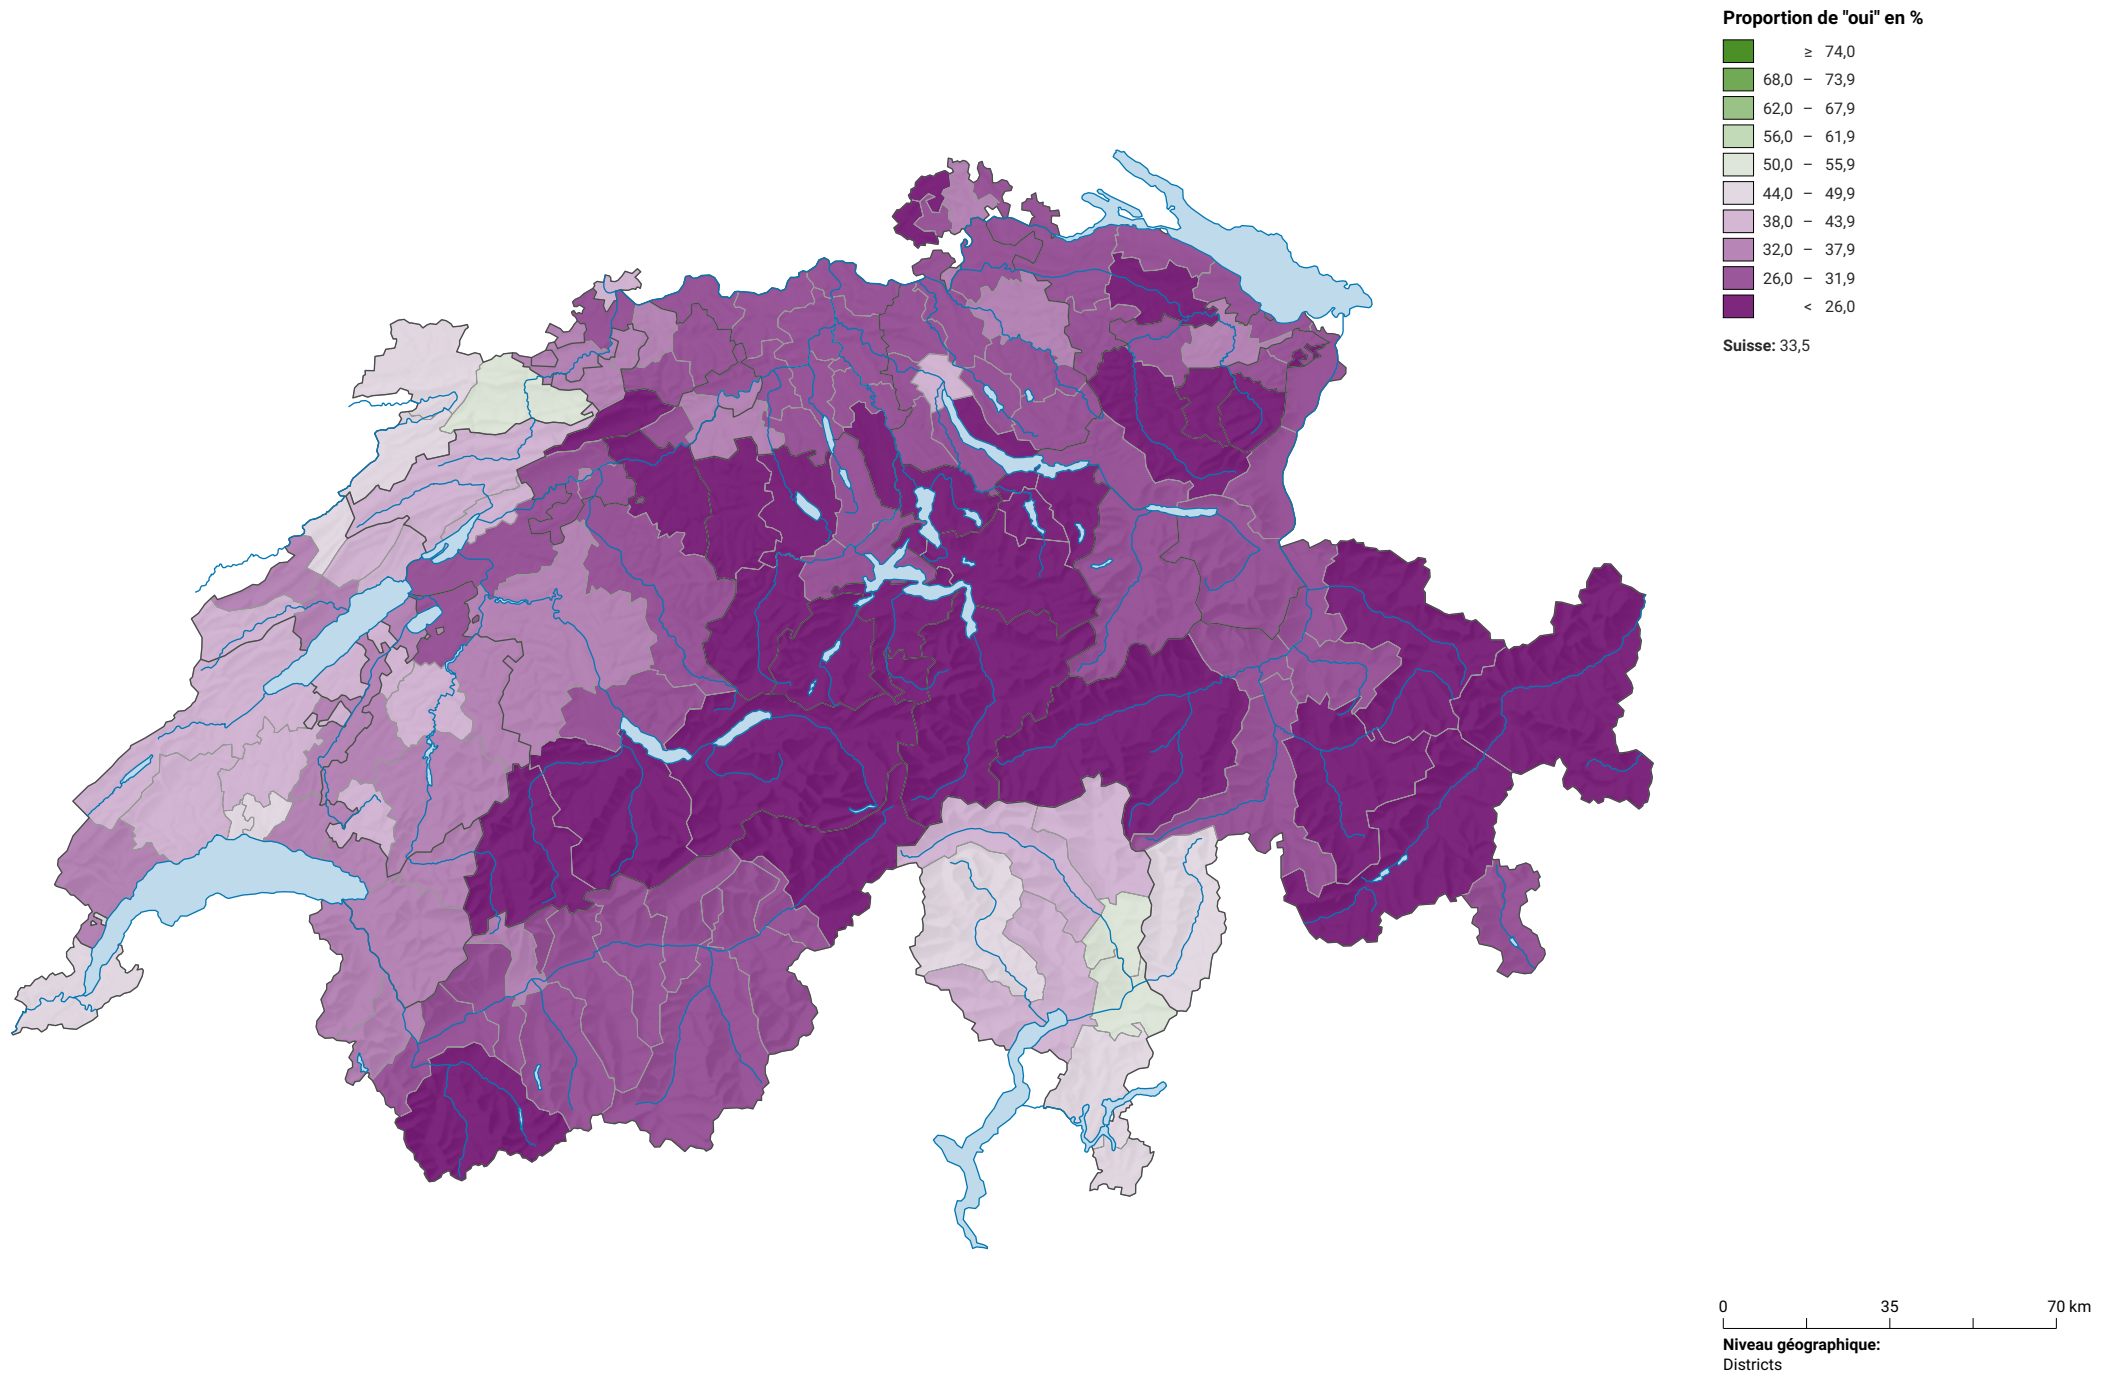 Proportion de "oui" en %
≥ 74,0
68,0 – 73,9
62,0 – 67,9
56,0 – 61,9
50,0 – 55,9
44,0 – 49,9
38,0 – 43,9
32,0 – 37,9
26,0 – 31,9
< 26,0
Suisse: 33,5
0 35 70 km
Niveau géographique:
Districts